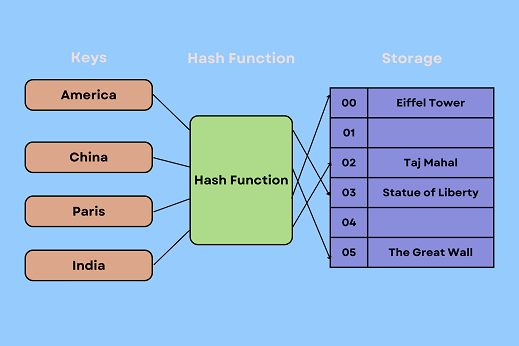 Keys
Hash Function
Storage
America
China
Paris
India
Hash Function
00 Eiffel Tower
01
02 Taj Mahal
03 Statue of Liberty
04
05 The Great Wall